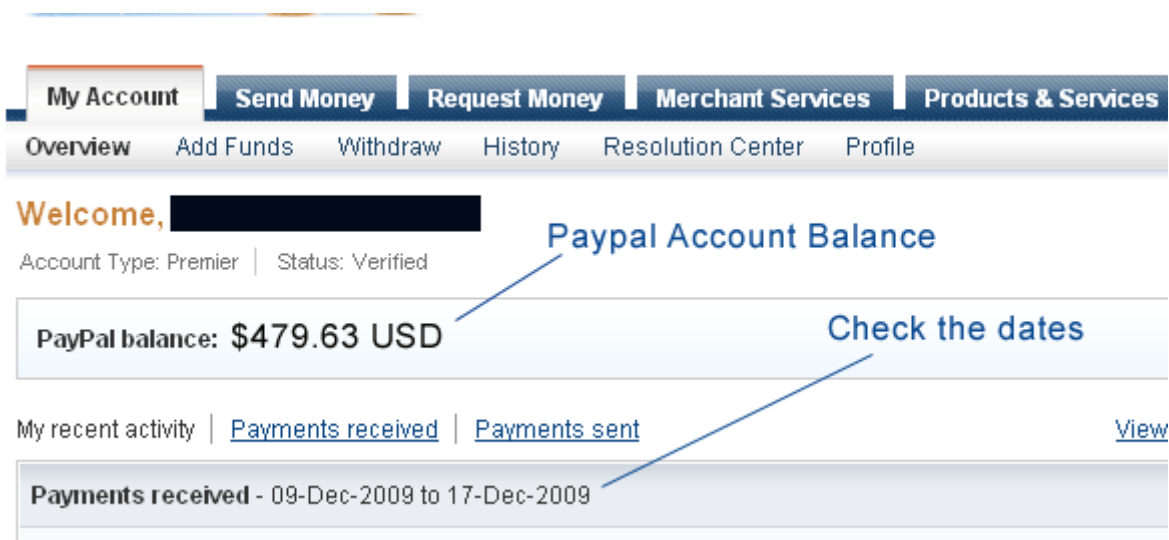 My Account Send Money Request Money Merchant Services Products & Services
Overview Add Funds Withdraw History Resolution Center Profile
Welcome,
Paypal Account Balance
Account Type: Premier Status: Verified
PayPal balance: $479.63 USD
Check the dates
My recent activity Payments received Payments sent View
Payments received - 09-Dec-2009 to 17-Dec-2009